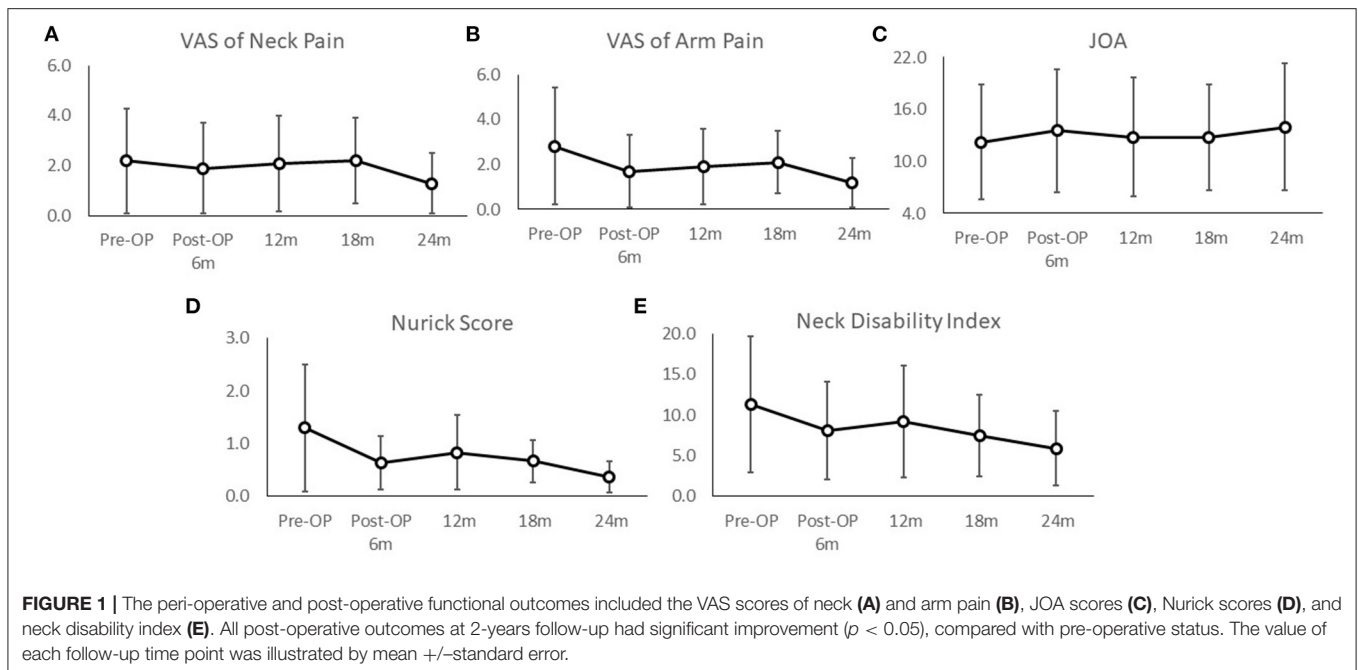 A
VAS of Neck Pain
6.0
4.0
2.0
0.0
Pre-OP Post-OP 12m 18m 24m
6m
B
VAS of Arm Pain
6.0
4.0
2.0
0.0
Pre-OP Post-OP 12m 18m 24m
6m
C
JOA
22.0
16.0
10.0
4.0
Pre-OP Post-OP 12m 18m 24m
6m
D
Nurick Score
3.0
2.0
1.0
0.0
Pre-OP Post-OP 12m 18m 24m
6m
E
Neck Disability Index
20.0
15.0
10.0
5.0
0.0
Pre-OP Post-OP 12m 18m 24m
6m
FIGURE 1 | The peri-operative and post-operative functional outcomes included the VAS scores of neck (A) and arm pain (B), JOA scores (C), Nurick scores (D), and
neck disability index (E). All post-operative outcomes at 2-years follow-up had significant improvement (p < 0.05), compared with pre-operative status. The value of
each follow-up time point was illustrated by mean +/–standard error.